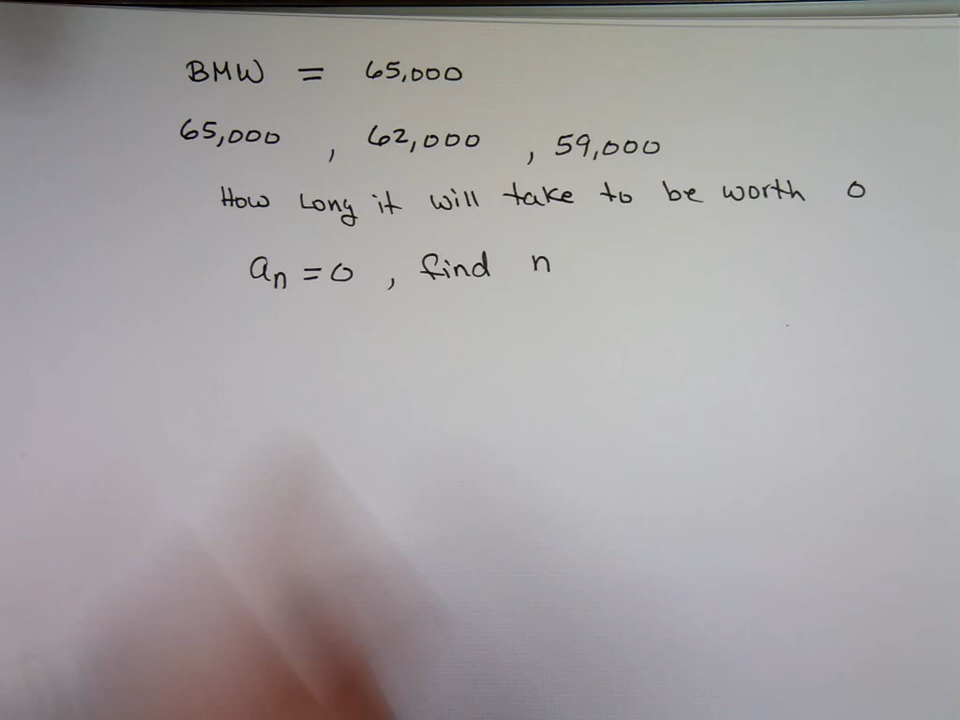 BMW = 65,000
65,000 , 62,000 , 59,000
How long it will take to be worth 0
aₙ = 0 , find n